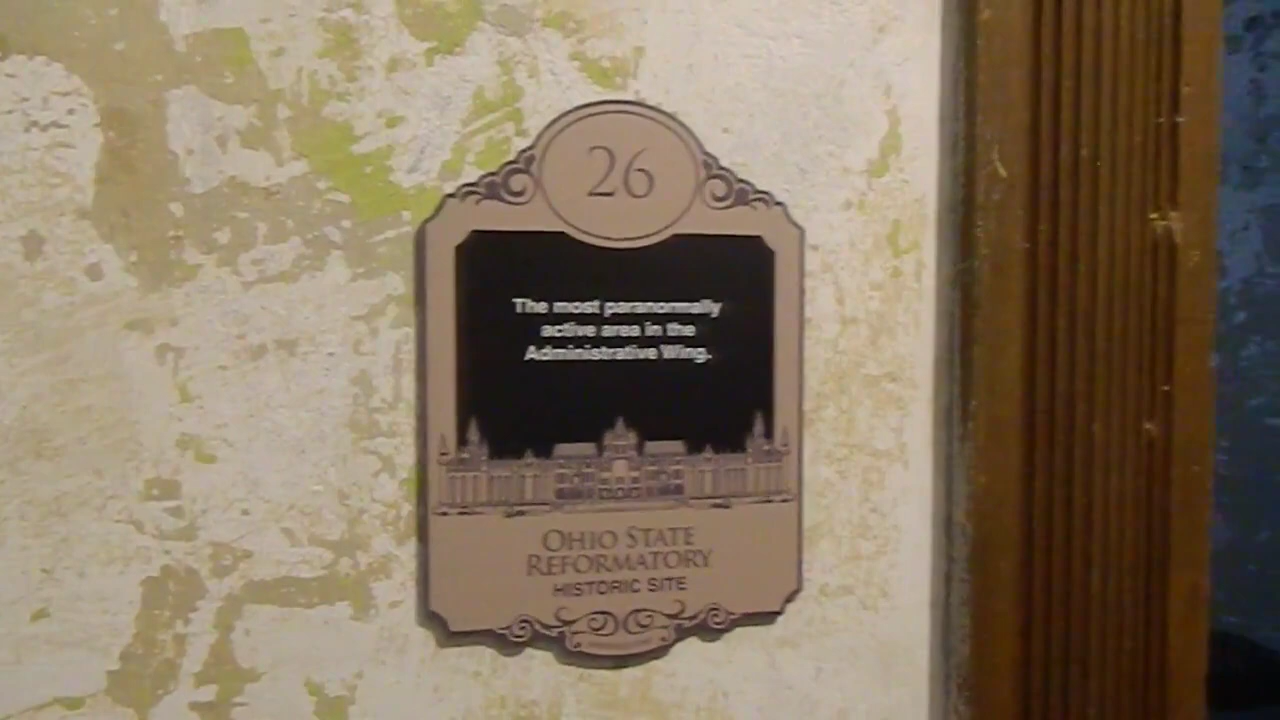 26
The most paranormally
active area in the
Administrative Wing.
OHIO STATE
REFORMATORY
HISTORIC SITE